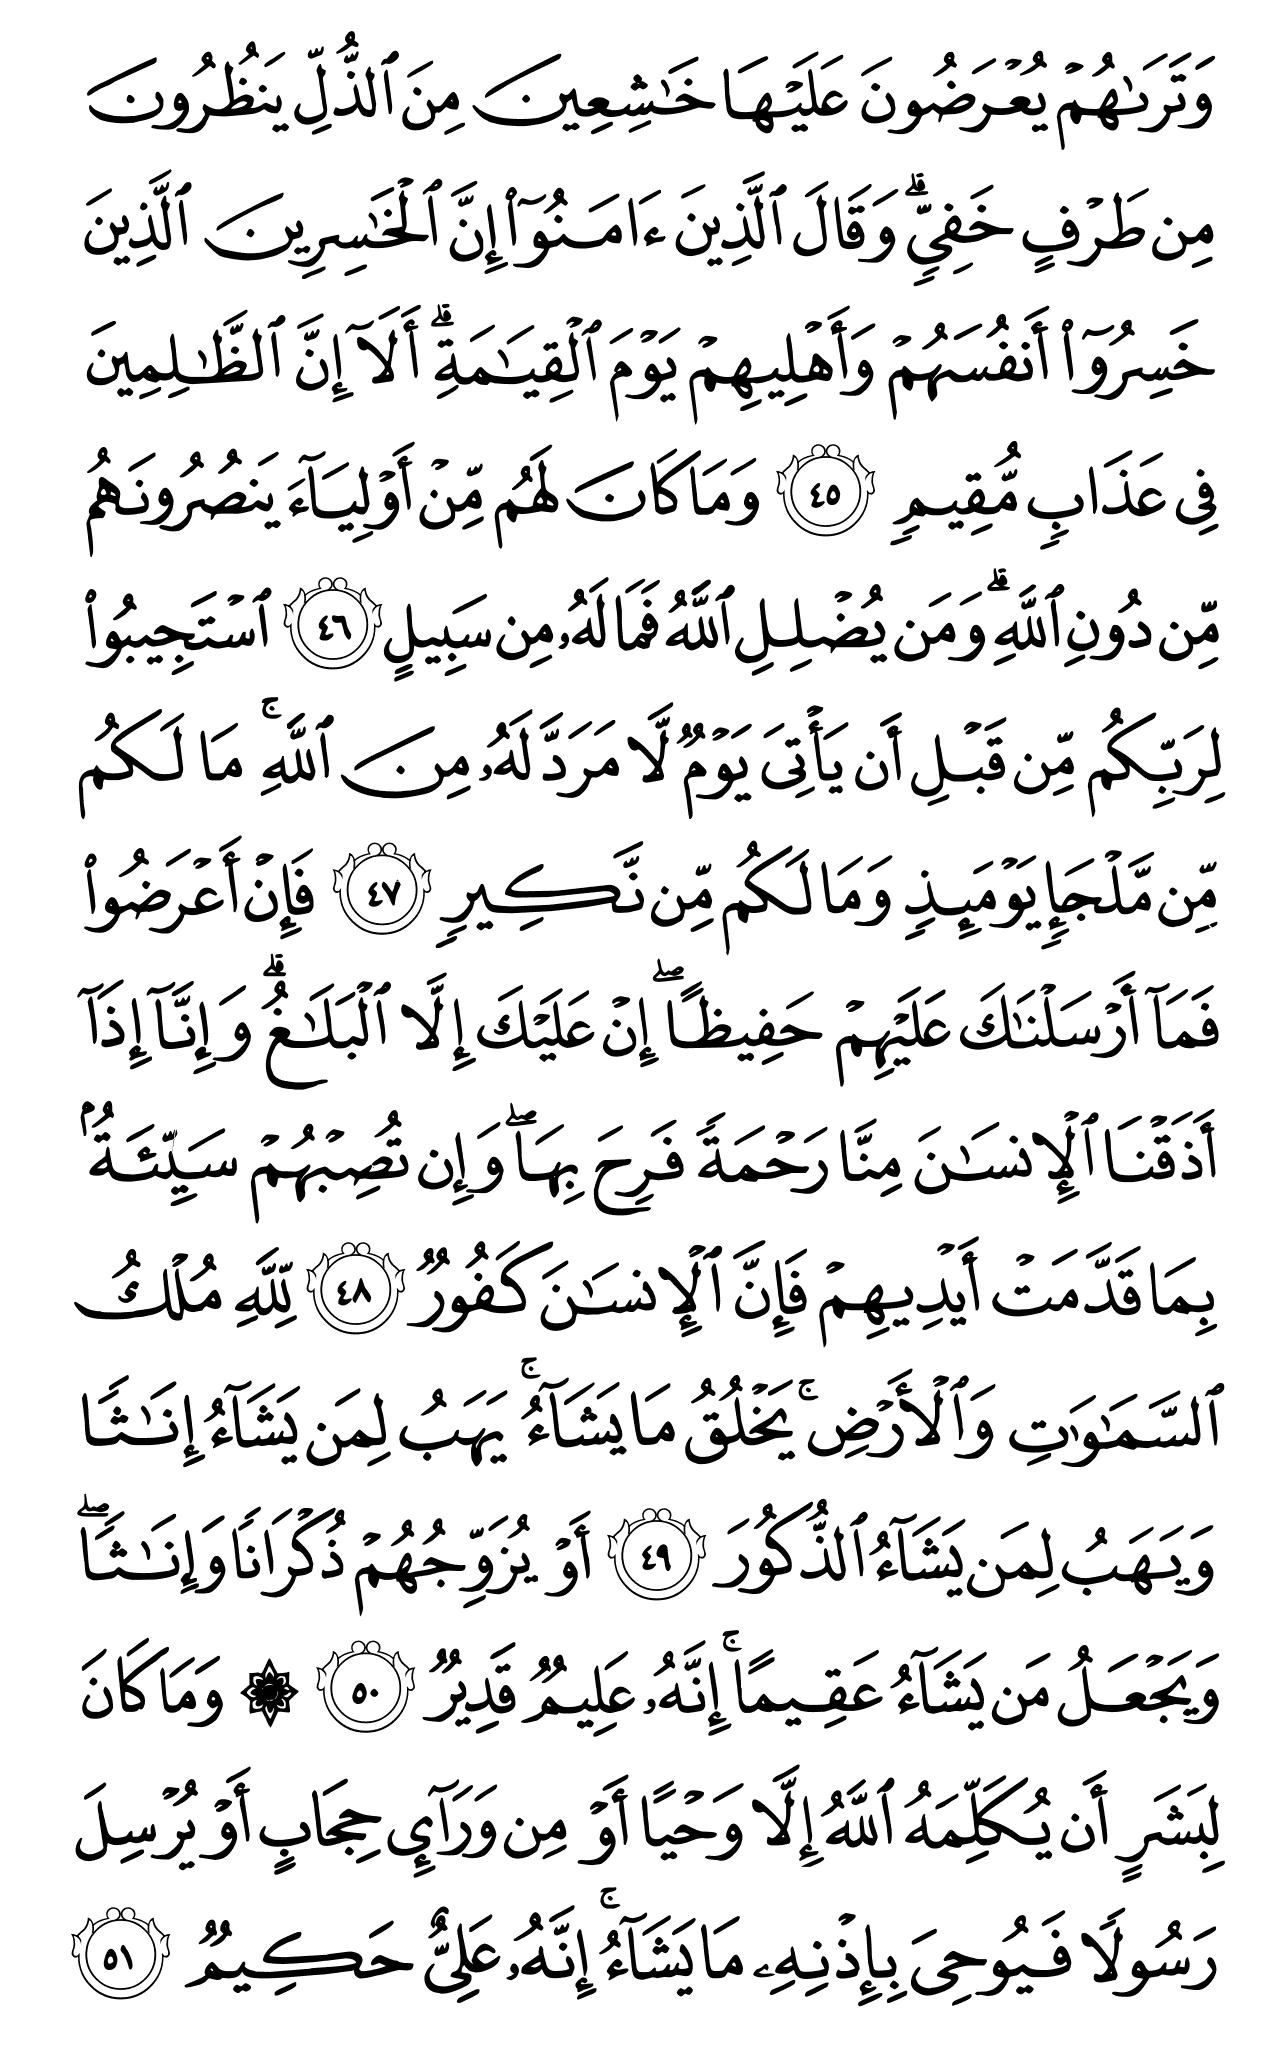 وَتَرَىٰهُمْ يُعْرَضُونَ عَلَيْهَا خَـٰشِعِينَ مِنَ ٱلذُّلِّ يَنظُرُونَ
مِن طَرْفٍ خَفِىٍّ ۗ وَقَالَ ٱلَّذِينَ ءَامَنُوٓا۟ إِنَّ ٱلْخَـٰسِرِينَ ٱلَّذِينَ
خَسِرُوٓا۟ أَنفُسَهُمْ وَأَهْلِيهِمْ يَوْمَ ٱلْقِيَـٰمَةِ ۗ أَلَآ إِنَّ ٱلظَّـٰلِمِينَ
فِى عَذَابٍ مُّقِيمٍ ٤٥ وَمَا كَانَ لَهُم مِّنْ أَوْلِيَآءَ يَنصُرُونَهُم
مِّن دُونِ ٱللَّهِ ۗ وَمَن يُضْلِلِ ٱللَّهُ فَمَا لَهُۥ مِن سَبِيلٍ ٤٦ ٱسْتَجِيبُوا۟
لِرَبِّكُم مِّن قَبْلِ أَن يَأْتِىَ يَوْمٌ لَّا مَرَدَّ لَهُۥ مِنَ ٱللَّهِ ۚ مَا لَكُم
مِّن مَّلْجَإٍ يَوْمَئِذٍ وَمَا لَكُم مِّن نَّكِيرٍ ٤٧ فَإِنْ أَعْرَضُوا۟
فَمَآ أَرْسَلْنَـٰكَ عَلَيْهِمْ حَفِيظًا ۖ إِنْ عَلَيْكَ إِلَّا ٱلْبَلَـٰغُ ۗ وَإِنَّآ إِذَآ
أَذَقْنَا ٱلْإِنسَـٰنَ مِنَّا رَحْمَةً فَرِحَ بِهَا ۖ وَإِن تُصِبْهُمْ سَيِّئَةٌۢ
بِمَا قَدَّمَتْ أَيْدِيهِمْ فَإِنَّ ٱلْإِنسَـٰنَ كَفُورٌ ٤٨ لِّلَّهِ مُلْكُ
ٱلسَّمَـٰوَٰتِ وَٱلْأَرْضِ ۚ يَخْلُقُ مَا يَشَآءُ ۚ يَهَبُ لِمَن يَشَآءُ إِنَـٰثًا
وَيَهَبُ لِمَن يَشَآءُ ٱلذُّكُورَ ٤٩ أَوْ يُزَوِّجُهُمْ ذُكْرَانًا وَإِنَـٰثًا ۖ
وَيَجْعَلُ مَن يَشَآءُ عَقِيمًا ۚ إِنَّهُۥ عَلِيمٌ قَدِيرٌ ٥٠ ۞ وَمَا كَانَ
لِبَشَرٍ أَن يُكَلِّمَهُ ٱللَّهُ إِلَّا وَحْيًا أَوْ مِن وَرَآئِ حِجَابٍ أَوْ يُرْسِلَ
رَسُولًا فَيُوحِىَ بِإِذْنِهِۦ مَا يَشَآءُ ۚ إِنَّهُۥ عَلِىٌّ حَكِيمٌ ٥١